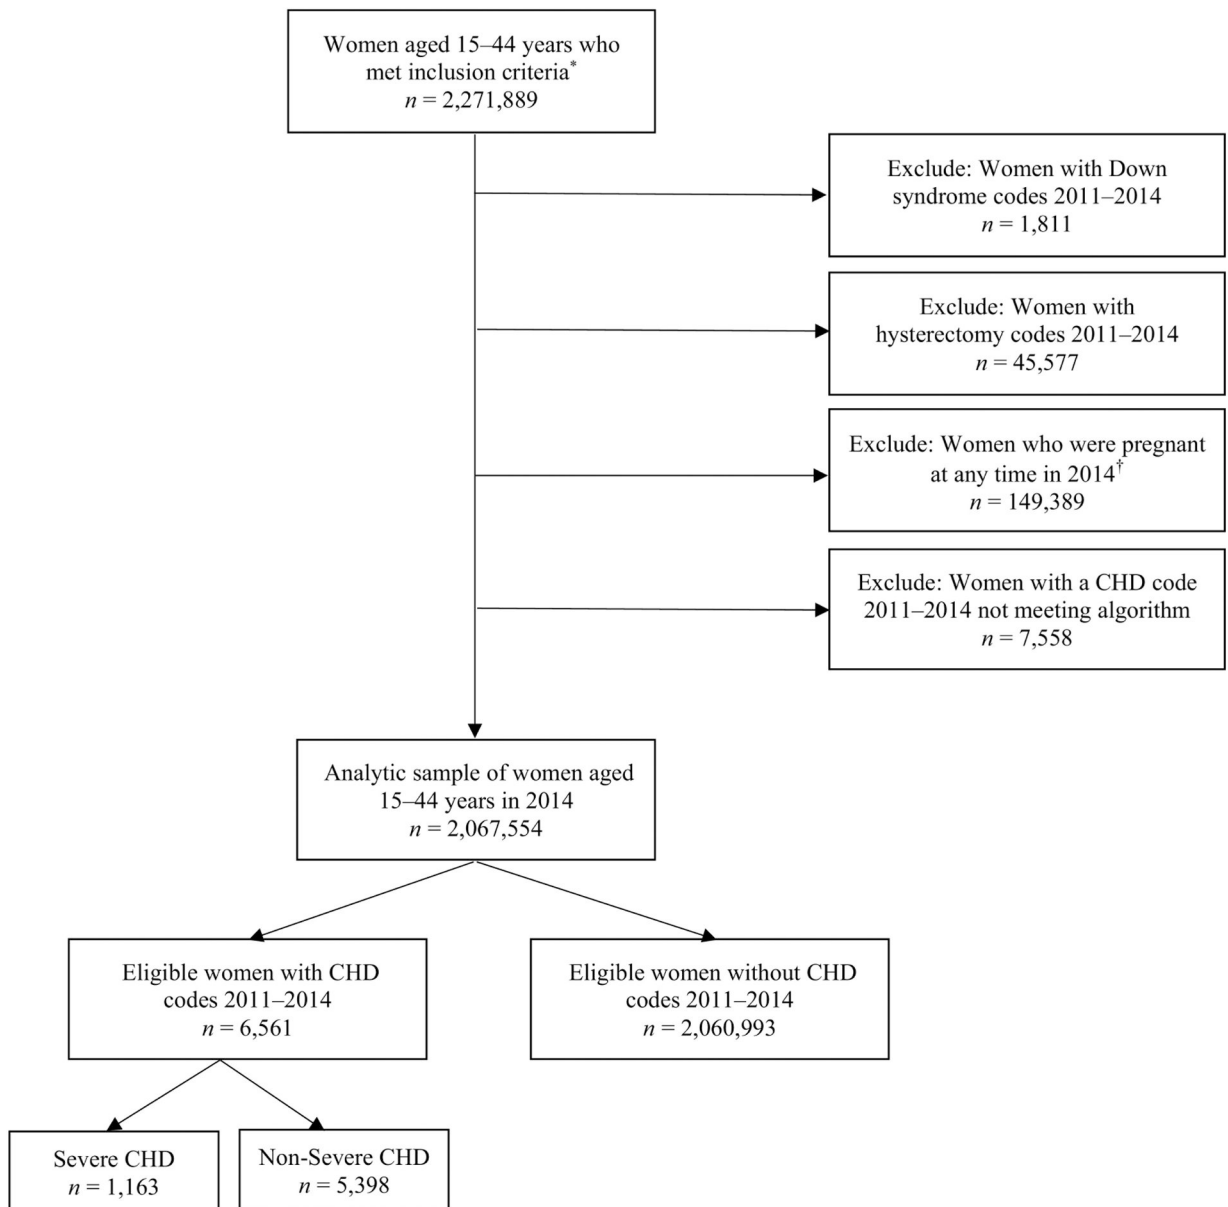 Women aged 15–44 years who
met inclusion criteria*
n = 2,271,889
Exclude: Women with Down
syndrome codes 2011–2014
n = 1,811
Exclude: Women with
hysterectomy codes 2011–2014
n = 45,577
Exclude: Women who were pregnant
at any time in 2014†
n = 149,389
Exclude: Women with a CHD code
2011–2014 not meeting algorithm
n = 7,558
Analytic sample of women aged
15–44 years in 2014
n = 2,067,554
Eligible women with CHD
codes 2011–2014
n = 6,561
Eligible women without CHD
codes 2011–2014
n = 2,060,993
Severe CHD
n = 1,163
Non-Severe CHD
n = 5,398